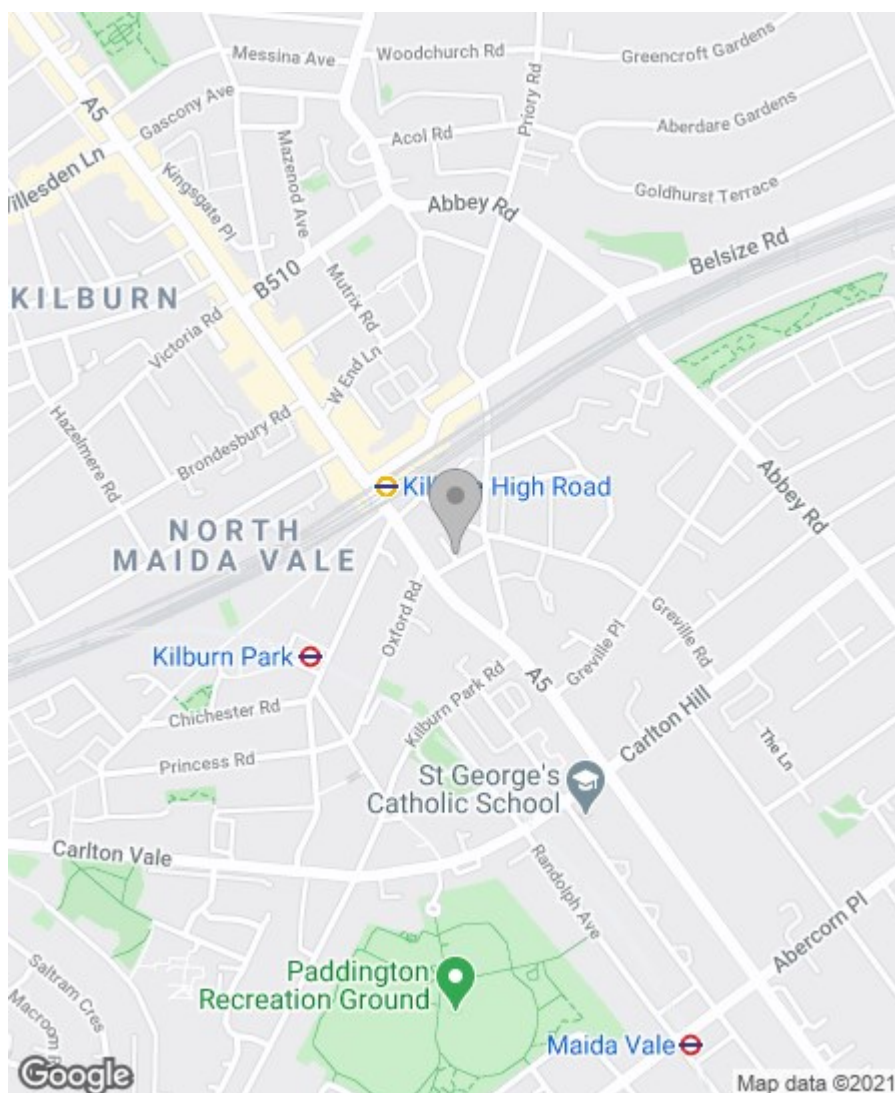 Messina Ave
Woodchurch Rd
Greencroft Gardens
A5
Gascony Ave
Priory Rd
Aberdare Gardens
Acol Rd
Mazenod Ave
Kingsgate Pl
Goldhurst Terrace
Abbey Rd
Belsize Rd
B510
KILBURN
Mutrix Rd
Victoria Rd
W End Ln
Hazelmere Rd
Brondesbury Rd
Abbey Rd
High Road
NORTH
MAIDA VALE
Oxford Rd
Greville Rd
Kilburn Park
Greville Pl
A5
Kilburn Park Rd
Chichester Rd
Carlton Hill
Princess Rd
The Ln
St George's
Catholic School
Carlton Vale
Randolph Ave
Abercorn Pl
Paddington
Recreation Ground
Saltram Cres
Macroom
Maida Vale
Google
Map data ©2021